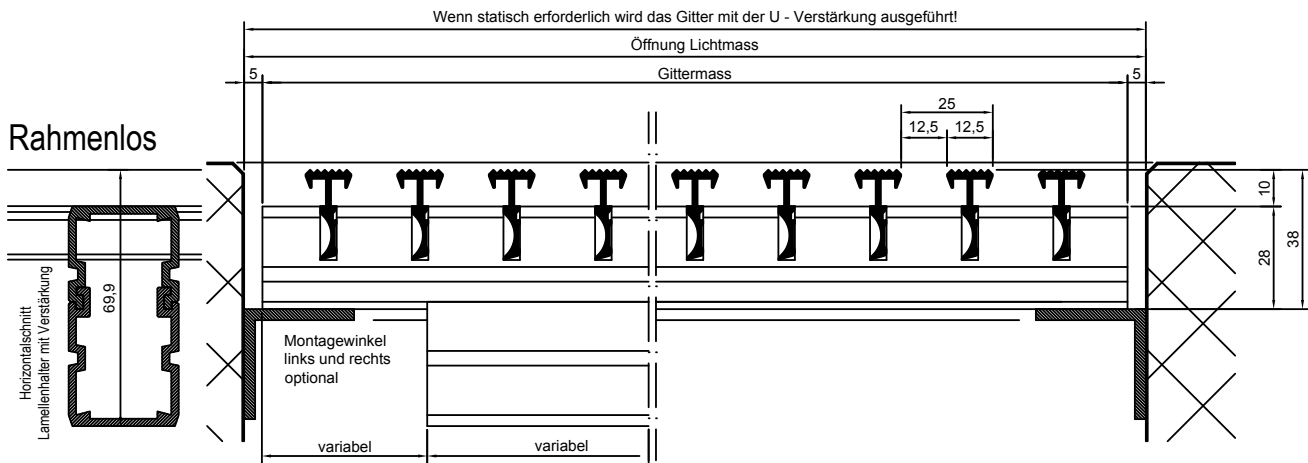 Wenn statisch erforderlich wird das Gitter mit der U - Verstärkung ausgeführt!
Öffnung Lichtmass
5
Gittermass
5
25
12,5
12,5
Rahmenlos
10
28
38
69,9
Horizontalschnitt
Lamellenhalter mit Verstärkung
Montagewinkel
links und rechts
optional
variabel
variabel